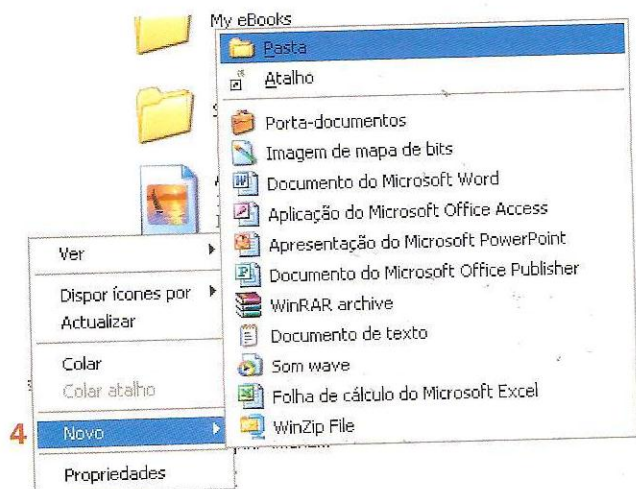 My eBooks
Pasta
Atalho
Porta-documentos
Imagem de mapa de bits
Documento do Microsoft Word
Aplicação do Microsoft Office Access
Apresentação do Microsoft PowerPoint
Documento do Microsoft Office Publisher
WinRAR archive
Documento de texto
Som wave
Folha de cálculo do Microsoft Excel
WinZip File
Ver
Dispor ícones por
Actualizar
Colar
Colar atalho
4 Novo
Propriedades